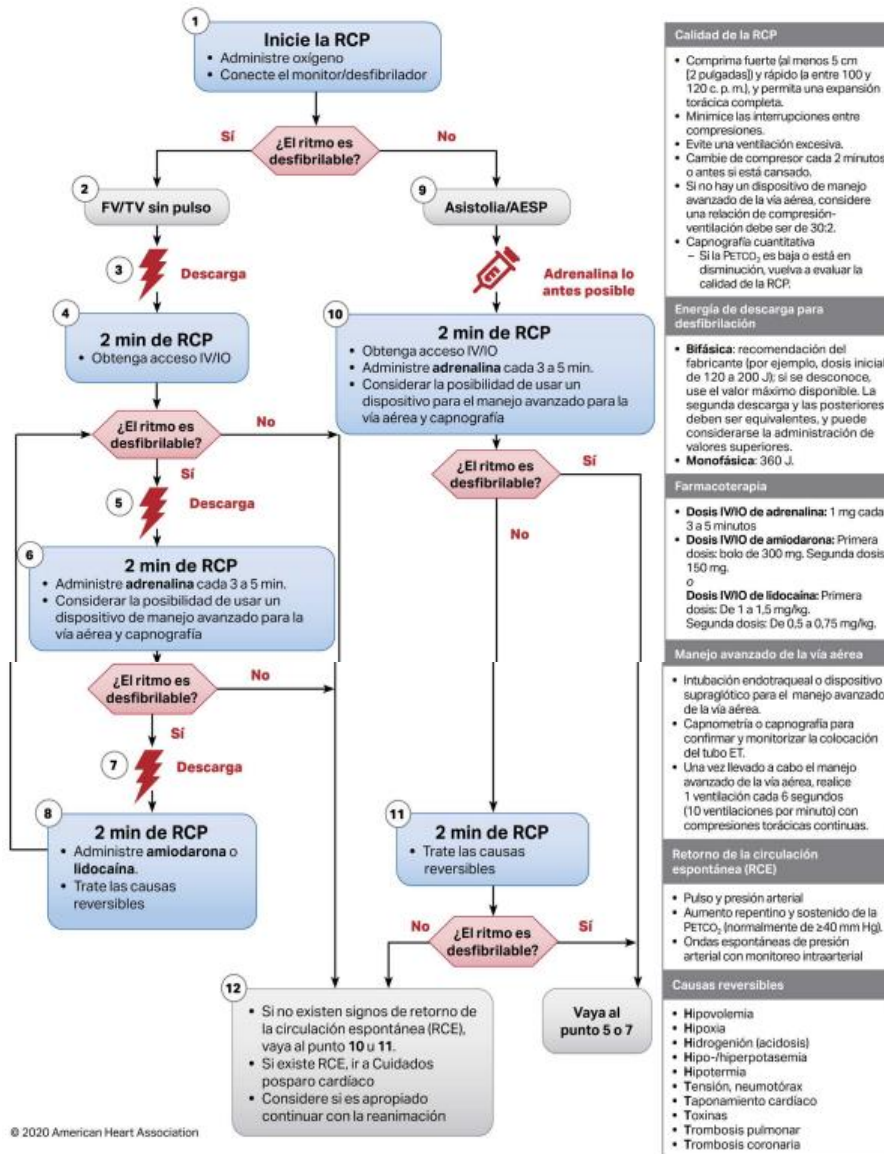 1
Inicie la RCP
• Administre oxígeno
• Conecte el monitor/desfibrilador
¿El ritmo es
desfibrilable?
Sí
No
2
FV/TV sin pulso
9
Asistolia/AESP
3
Descarga
Adrenalina lo
antes posible
4
2 min de RCP
• Obtenga acceso IV/IO
10
2 min de RCP
• Obtenga acceso IV/IO
• Administre adrenalina cada 3 a 5 min.
• Considerar la posibilidad de usar un
dispositivo para el manejo avanzado para la
vía aérea y capnografía
¿El ritmo es
desfibrilable?
No
Sí
5
Descarga
¿El ritmo es
desfibrilable?
Sí
No
6
2 min de RCP
• Administre adrenalina cada 3 a 5 min.
• Considerar la posibilidad de usar un
dispositivo de manejo avanzado para la
vía aérea y capnografía
¿El ritmo es
desfibrilable?
No
Sí
7
Descarga
8
2 min de RCP
• Administre amiodarona o
lidocaína.
• Trate las causas
reversibles
11
2 min de RCP
• Trate las causas
reversibles
¿El ritmo es
desfibrilable?
No
Sí
12
• Si no existen signos de retorno de
la circulación espontánea (RCE),
vaya al punto 10 u 11.
• Si existe RCE, ir a Cuidados
posparo cardíaco
• Considere si es apropiado
continuar con la reanimación
Vaya al
punto 5 o 7
© 2020 American Heart Association
Calidad de la RCP
• Comprima fuerte (al menos 5 cm
[2 pulgadas]) y rápido (a entre 100 y
120 c. p. m.), y permita una expansión
torácica completa.
• Minimice las interrupciones entre
compresiones.
• Evite una ventilación excesiva.
• Cambie de compresor cada 2 minutos
o antes si está cansado.
• Si no hay un dispositivo de manejo
avanzado de la vía aérea, considere
una relación de compresión-
ventilación debe ser de 30:2.
• Capnografía cuantitativa
– Si la PETCO₂ es baja o está en
disminución, vuelva a evaluar la
calidad de la RCP.
Energía de descarga para
desfibrilación
• Bifásica: recomendación del
fabricante (por ejemplo, dosis inicial
de 120 a 200 J); si se desconoce,
use el valor máximo disponible. La
segunda descarga y las posteriores
deben ser equivalentes, y puede
considerarse la administración de
valores superiores.
• Monofásica: 360 J.
Farmacoterapia
• Dosis IV/IO de adrenalina: 1 mg cada
3 a 5 minutos
• Dosis IV/IO de amiodarona: Primera
dosis: bolo de 300 mg. Segunda dosis
150 mg.
o
Dosis IV/IO de lidocaína: Primera
dosis: De 1 a 1,5 mg/kg.
Segunda dosis: De 0,5 a 0,75 mg/kg.
Manejo avanzado de la vía aérea
• Intubación endotraqueal o dispositivo
supraglótico para el manejo avanzado
de la vía aérea.
• Capnometría o capnografía para
confirmar y monitorizar la colocación
del tubo ET.
• Una vez llevado a cabo el manejo
avanzado de la vía aérea, realice
1 ventilación cada 6 segundos
(10 ventilaciones por minuto) con
compresiones torácicas continuas.
Retorno de la circulación
espontánea (RCE)
• Pulso y presión arterial
• Aumento repentino y sostenido de la
PETCO₂ (normalmente de ≥40 mm Hg).
• Ondas espontáneas de presión
arterial con monitoreo intraarterial
Causas reversibles
• Hipovolemia
• Hipoxia
• Hidrogenión (acidosis)
• Hipo-/hiperpotasemia
• Hipotermia
• Tensión, neumotórax
• Taponamiento cardíaco
• Toxinas
• Trombosis pulmonar
• Trombosis coronaria